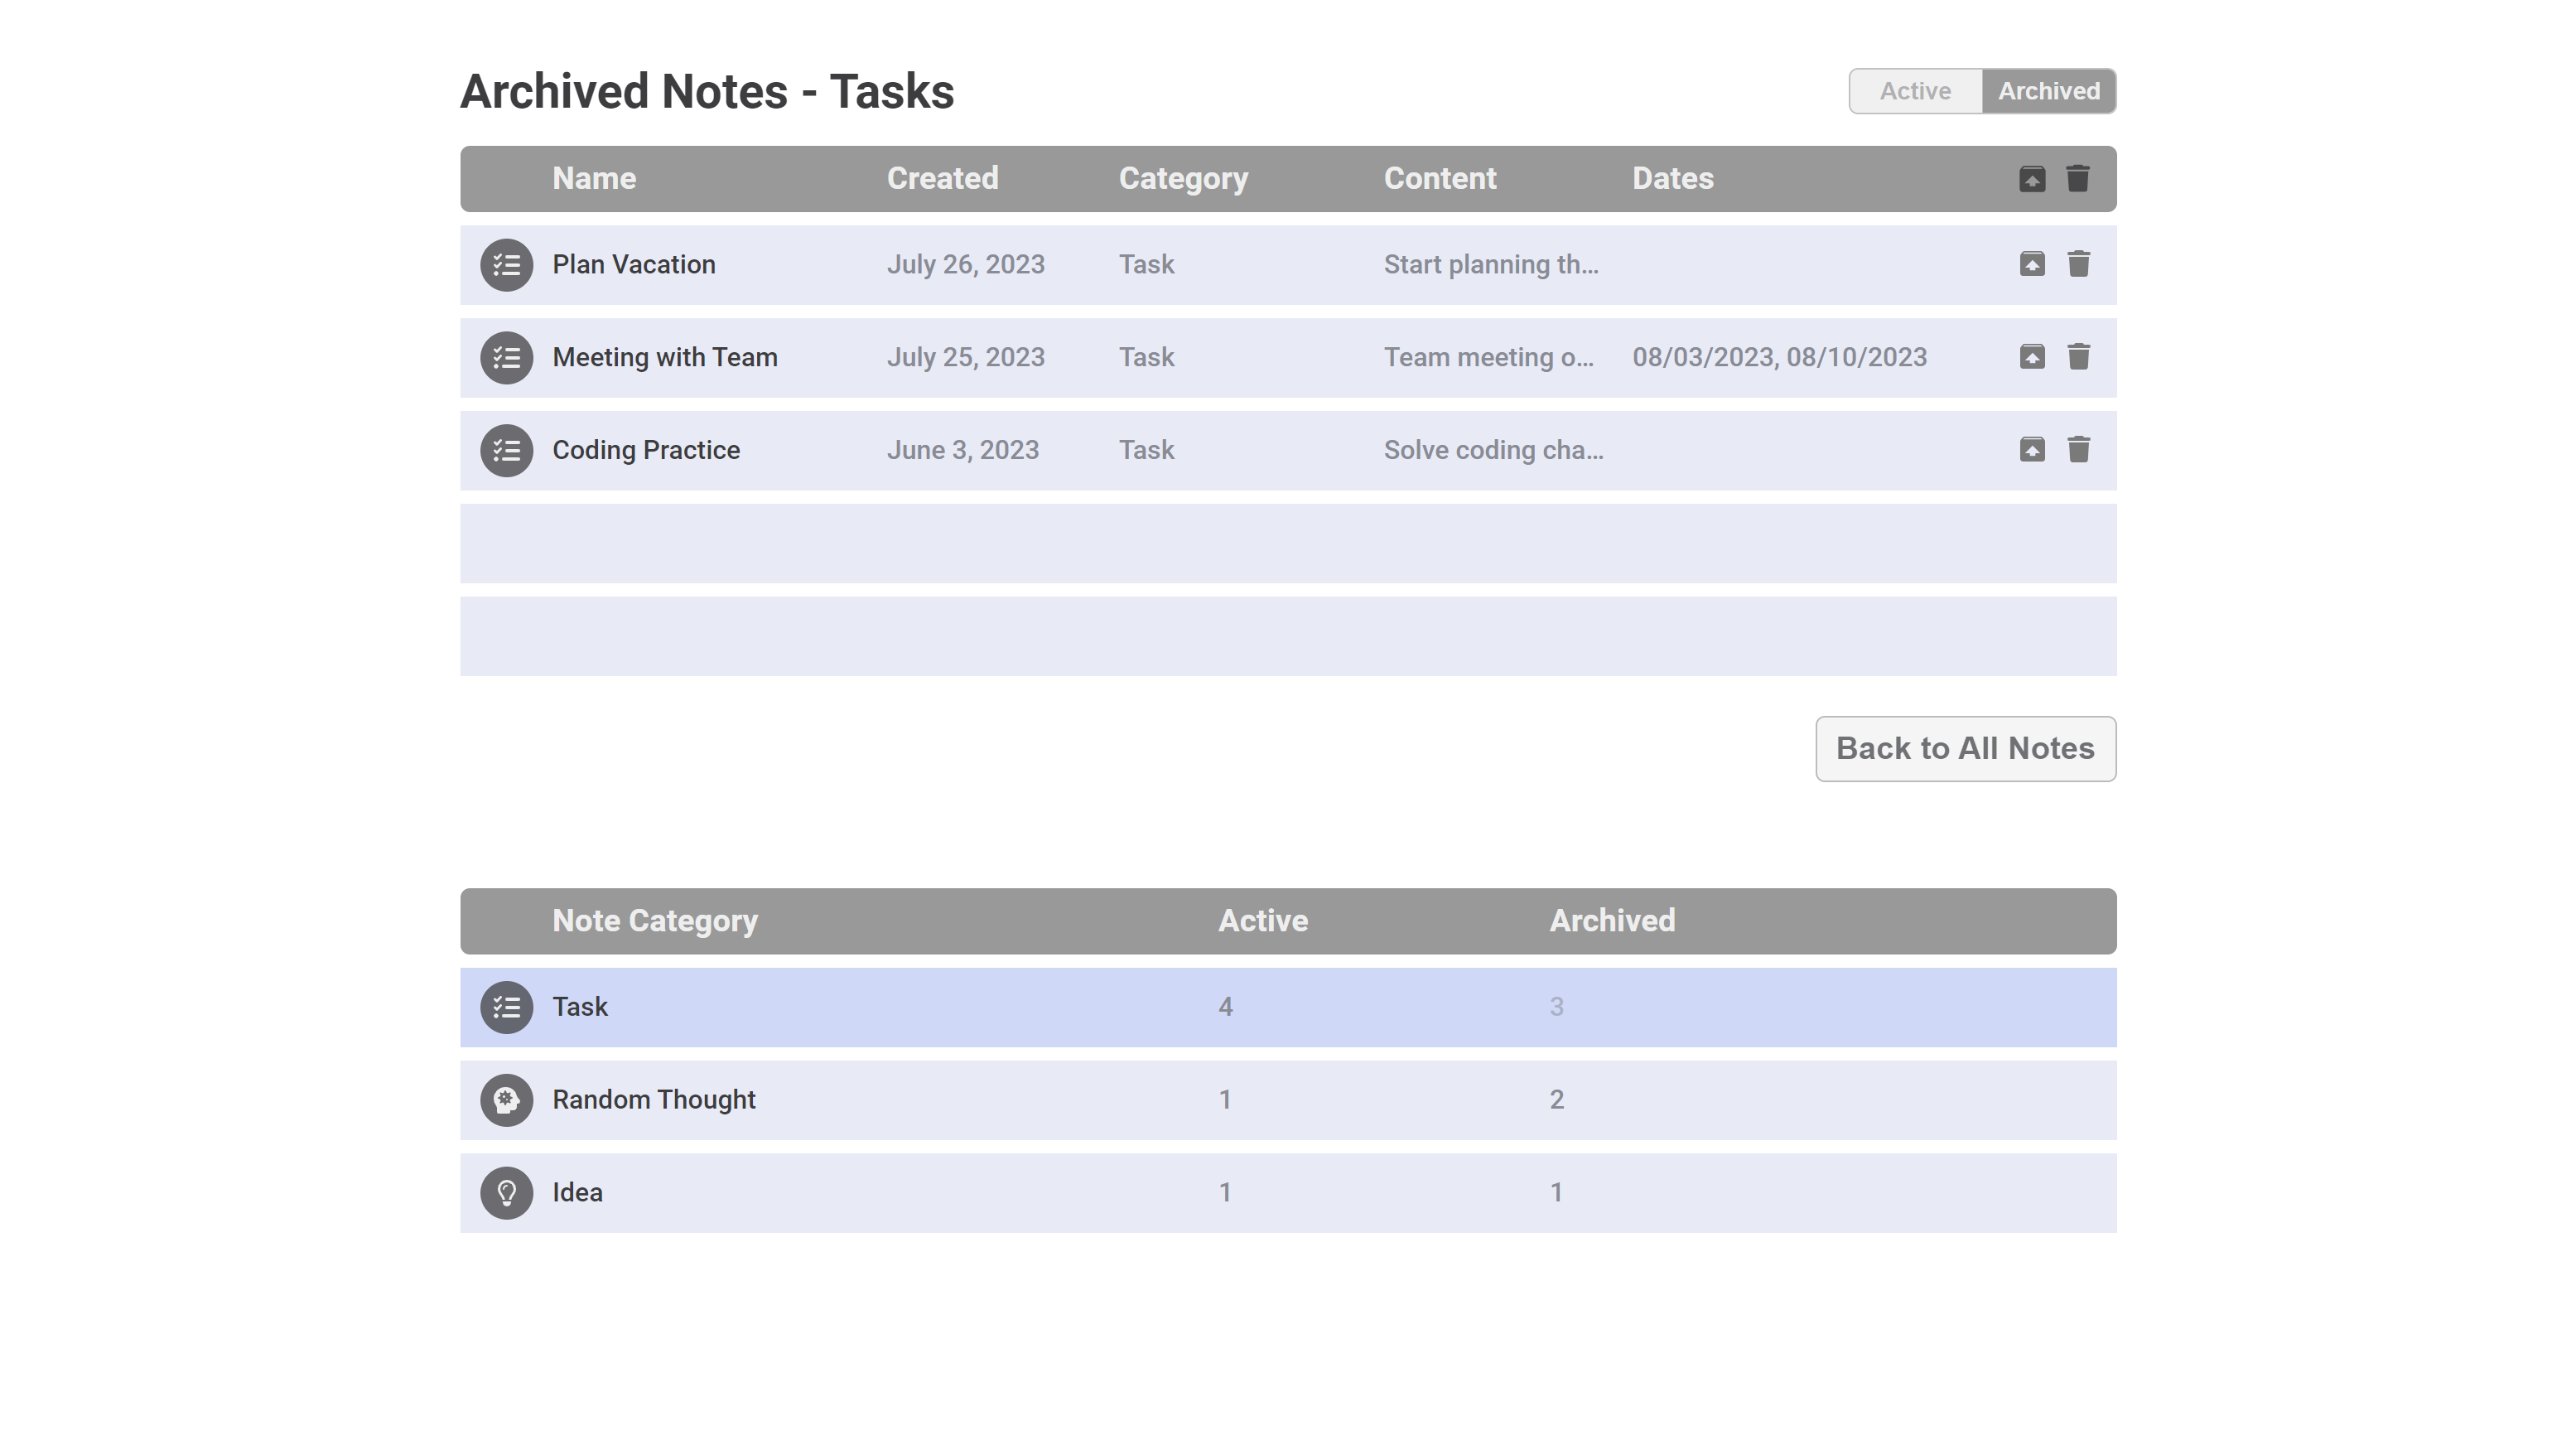 Archived Notes - Tasks
Active Archived
Name Created Category Content Dates
Plan Vacation July 26, 2023 Task Start planning th...
Meeting with Team July 25, 2023 Task Team meeting o... 08/03/2023, 08/10/2023
Coding Practice June 3, 2023 Task Solve coding cha...
Back to All Notes
Note Category Active Archived
Task 4 3
Random Thought 1 2
Idea 1 1